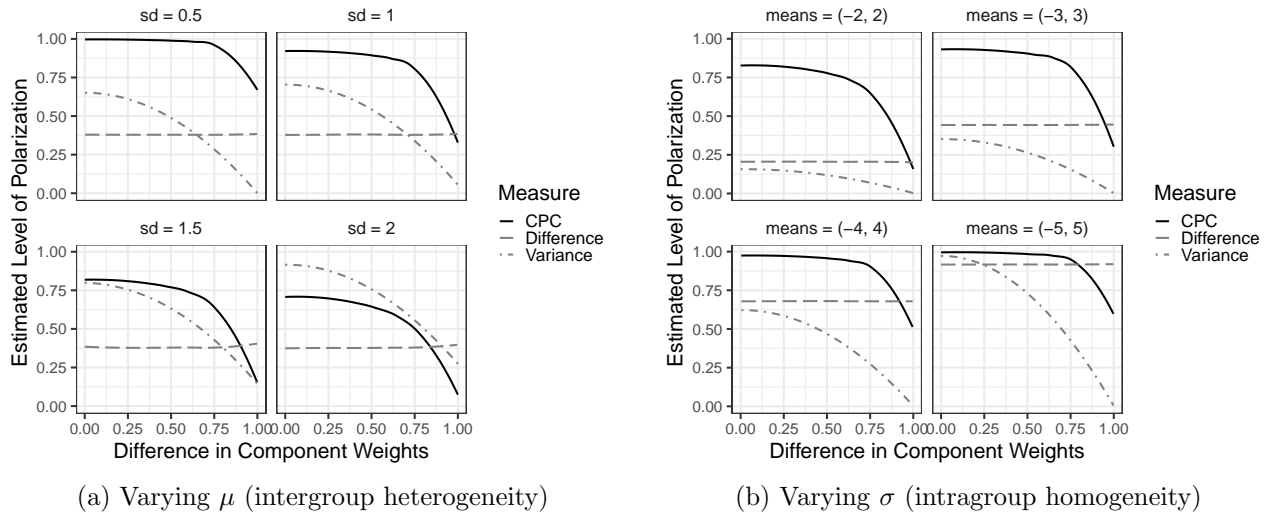 sd = 0.5
sd = 1
1.00
0.75
0.50
0.25
0.00
sd = 1.5
sd = 2
1.00
0.75
0.50
0.25
0.00
0.00 0.25 0.50 0.75 1.00
0.00 0.25 0.50 0.75 1.00
Difference in Component Weights
Estimated Level of Polarization
Measure
CPC
Difference
Variance
(a) Varying μ (intergroup heterogeneity)
means = (−2, 2)
means = (−3, 3)
1.00
0.75
0.50
0.25
0.00
means = (−4, 4)
means = (−5, 5)
1.00
0.75
0.50
0.25
0.00
0.00 0.25 0.50 0.75 1.00
0.00 0.25 0.50 0.75 1.00
Difference in Component Weights
Estimated Level of Polarization
Measure
CPC
Difference
Variance
(b) Varying σ (intragroup homogeneity)